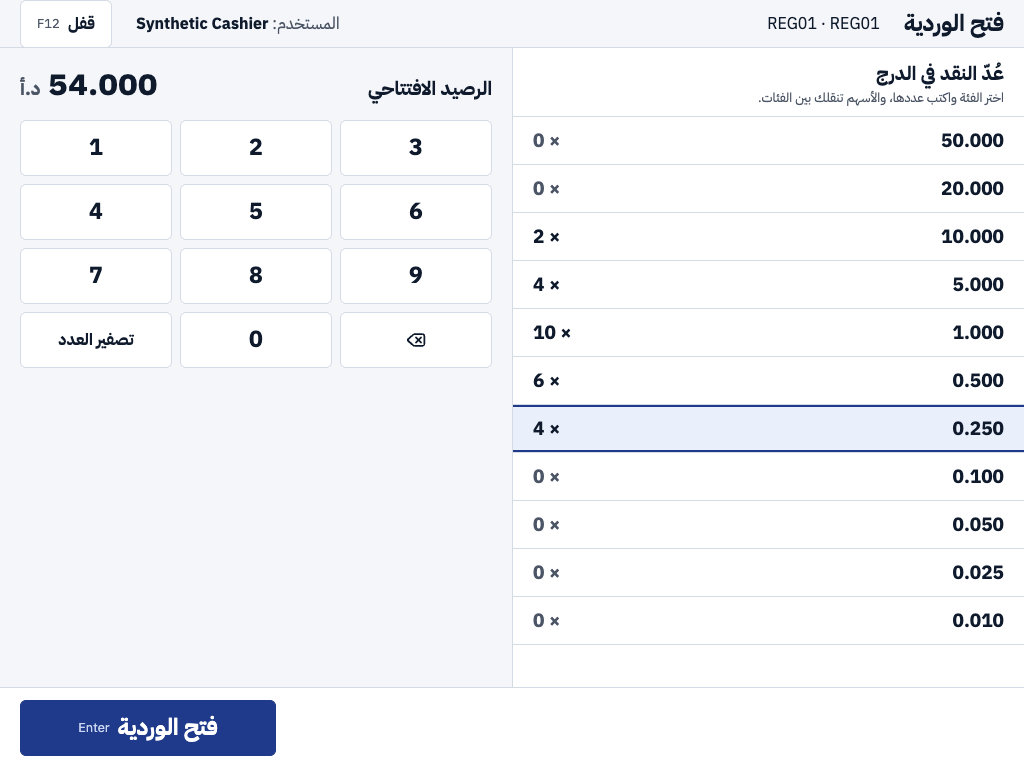 فتح الوردية
REG01 · REG01
المستخدم: Synthetic Cashier
قفل F12
عُدّ النقد في الدرج
اختر الفئة واكتب عددها، والأسهم تنقلك بين الفئات.
50.000 × 0
20.000 × 0
10.000 × 2
5.000 × 4
1.000 × 10
0.500 × 6
0.250 × 4
0.100 × 0
0.050 × 0
0.025 × 0
0.010 × 0
الرصيد الافتتاحي
54.000 د.أ
1 2 3
4 5 6
7 8 9
تصفير العدد 0
فتح الوردية Enter